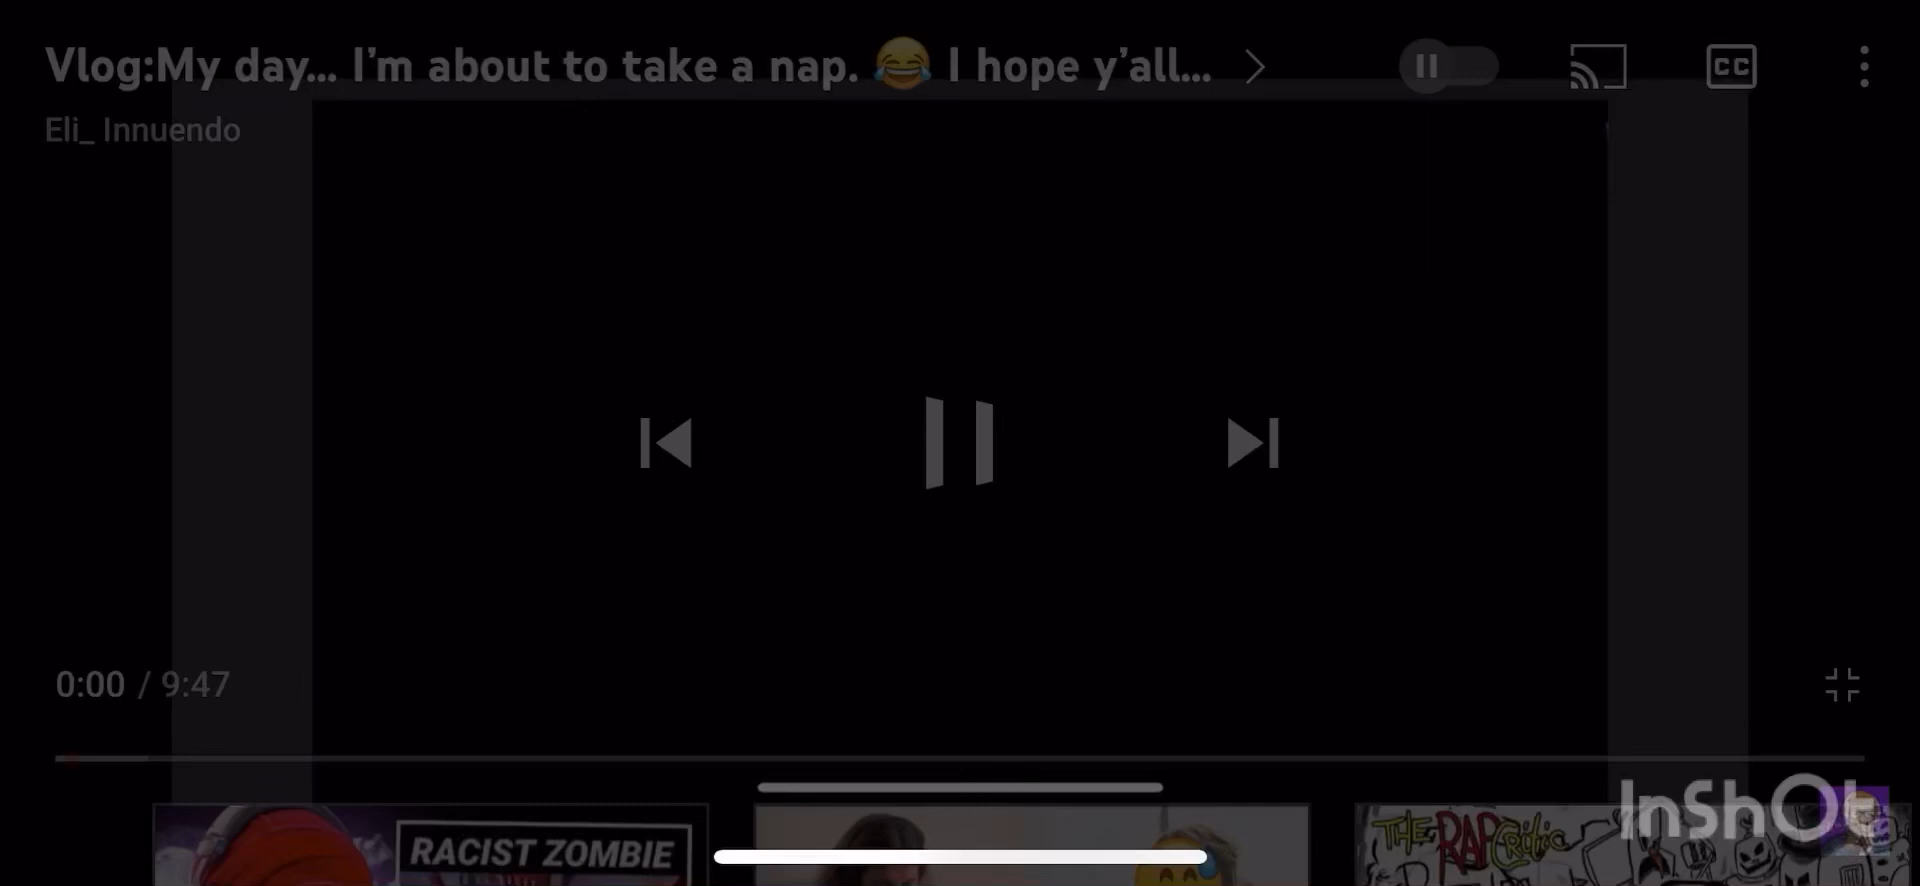 Vlog:My day... I’m about to take a nap. 😂 I hope y’all...
CC
Eli_ Innuendo
0:00 / 9:47
InShOt
RACIST ZOMBIE
THE RAP Critic